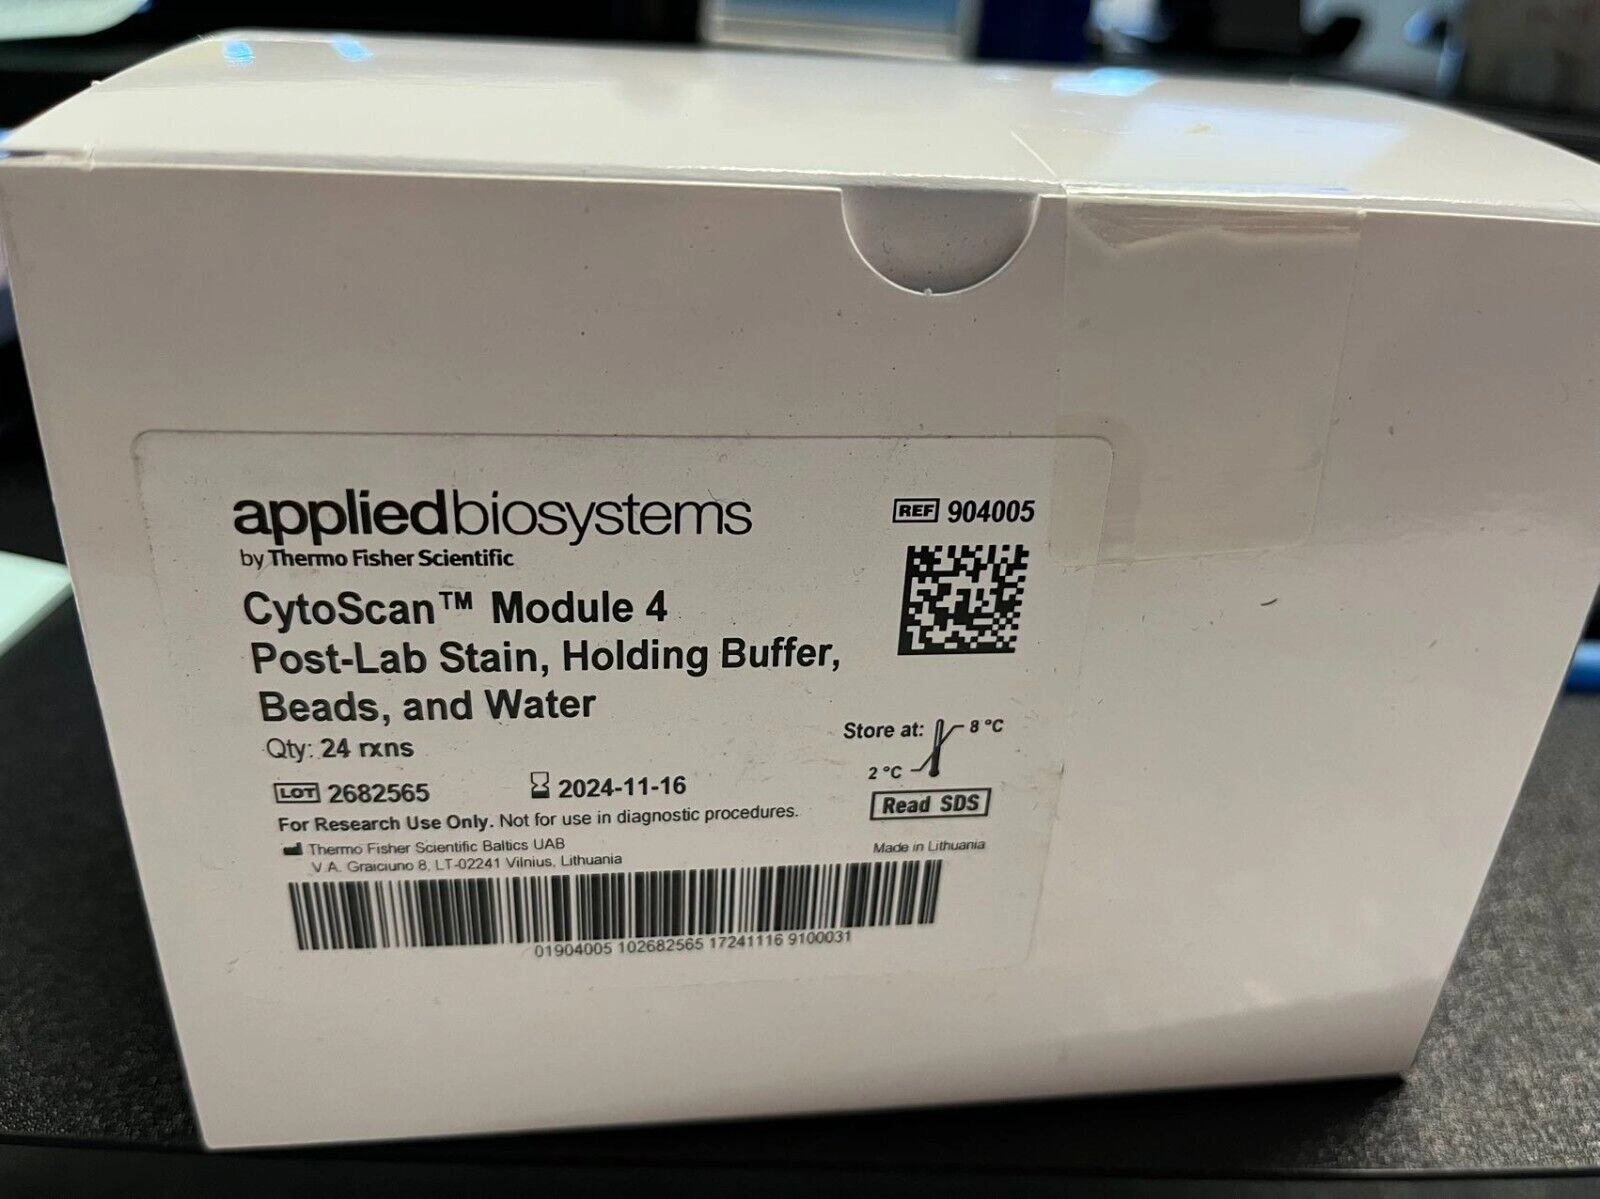 appliedbiosystems
by Thermo Fisher Scientific
REF 904005
CytoScan™ Module 4
Post-Lab Stain, Holding Buffer,
Beads, and Water
Qty: 24 rxns
Store at: 8 °C
2 °C
LOT 2682565 2024-11-16
Read SDS
For Research Use Only. Not for use in diagnostic procedures.
Thermo Fisher Scientific Baltics UAB
V.A. Graiciuno 8, LT-02241 Vilnius, Lithuania
Made in Lithuania
01904005 102682565 17241116 9100031